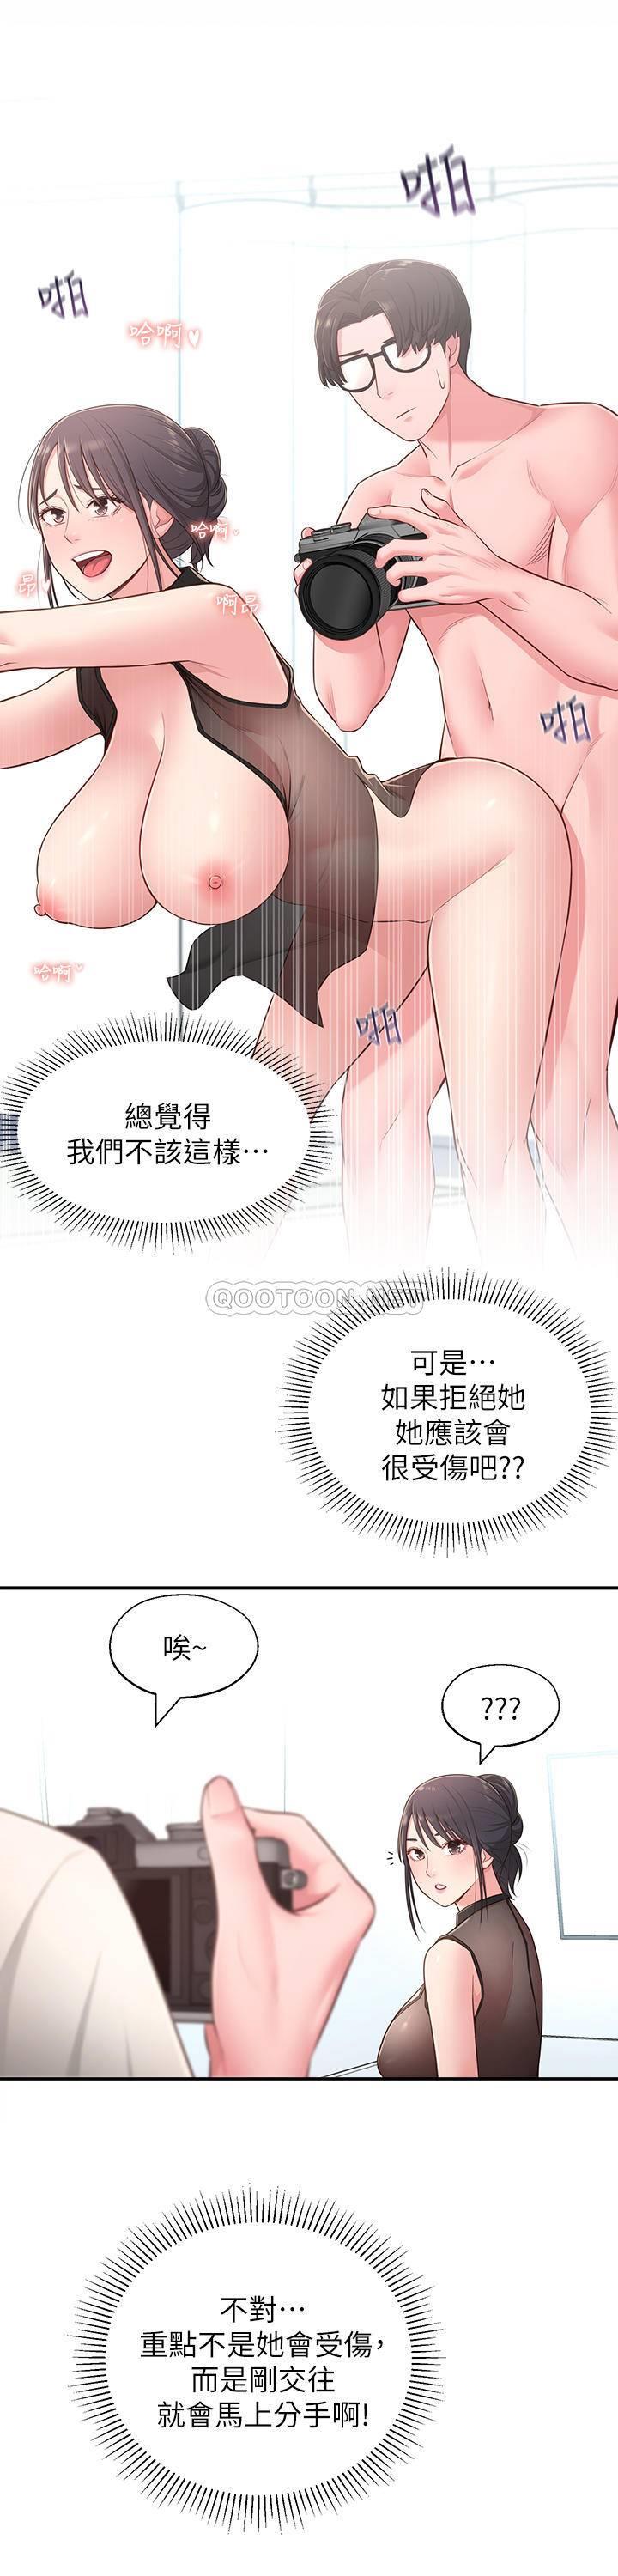 啪
啪
哈啊♥
哈啊♥
昂♥
啊昂
啪
哈啊♥
啪
總覺得
我們不該這樣…
QOOTOON.NET
可是…
如果拒絕她
她應該會
很受傷吧??
唉~
???
不對…
重點不是她會受傷，
而是剛交往
就會馬上分手啊!